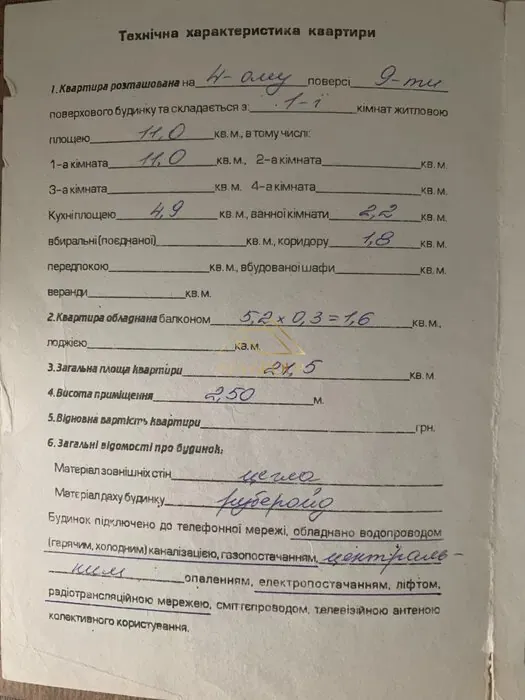 Технічна характеристика квартири
1. Квартира розташована на 4-ому поверсі 9-ти
поверхового будинку та складається з: 1-ї кімнат житловою
площею 11,0 кв. м., в тому числі:
1-а кімната 11,0 кв. м., 2-а кімната кв. м.
3-а кімната кв. м. 4-а кімната кв. м.
Кухні площею 4,9 кв. м., ванної кімнати 2,2 кв. м.
вбиральні (поєднаної) кв. м., коридору 1,8 кв. м.
передпокою кв. м., вбудованої шафи кв. м.
веранди кв. м.
2. Квартира обладнана балконом 5,2 х 0,3 = 1,6 кв. м.,
лоджією кв. м
3. Загальна площа квартири 21,5 кв. м
4. Висота приміщення 2,50 м.
5. Відновна вартість квартири грн.
6. Загальні відомості про будинок:
Матеріал зовнішніх стін цегла
Матеріал даху будинку рубероїд
Будинок підключено до телефонної мережі, обладнано водопроводом
(гарячим, холодним) каналізацією, газопостачанням, централь-
ним опаленням, електропостачанням, ліфтом,
радіотрансляційною мережею, сміттєпроводом, телевізійною антеною
колективного користування.